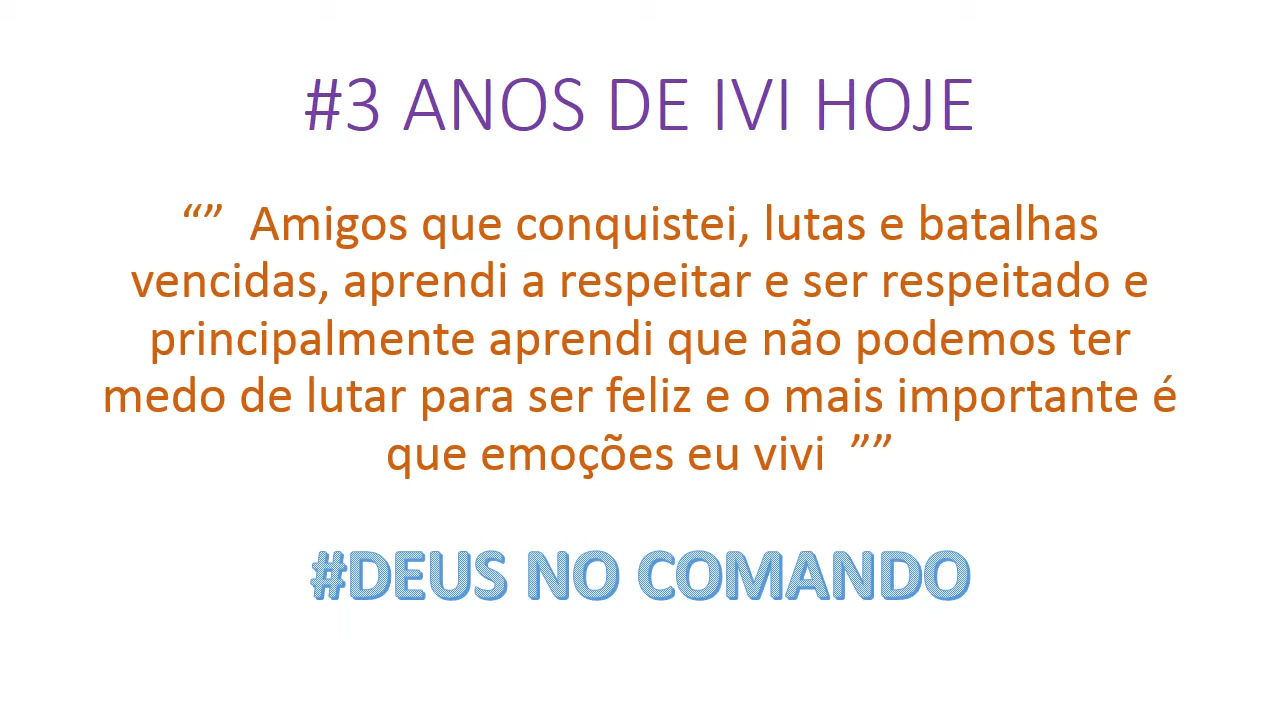 #3 ANOS DE IVI HOJE
“” Amigos que conquistei, lutas e batalhas
vencidas, aprendi a respeitar e ser respeitado e
principalmente aprendi que não podemos ter
medo de lutar para ser feliz e o mais importante é
que emoções eu vivi ””
#DEUS NO COMANDO